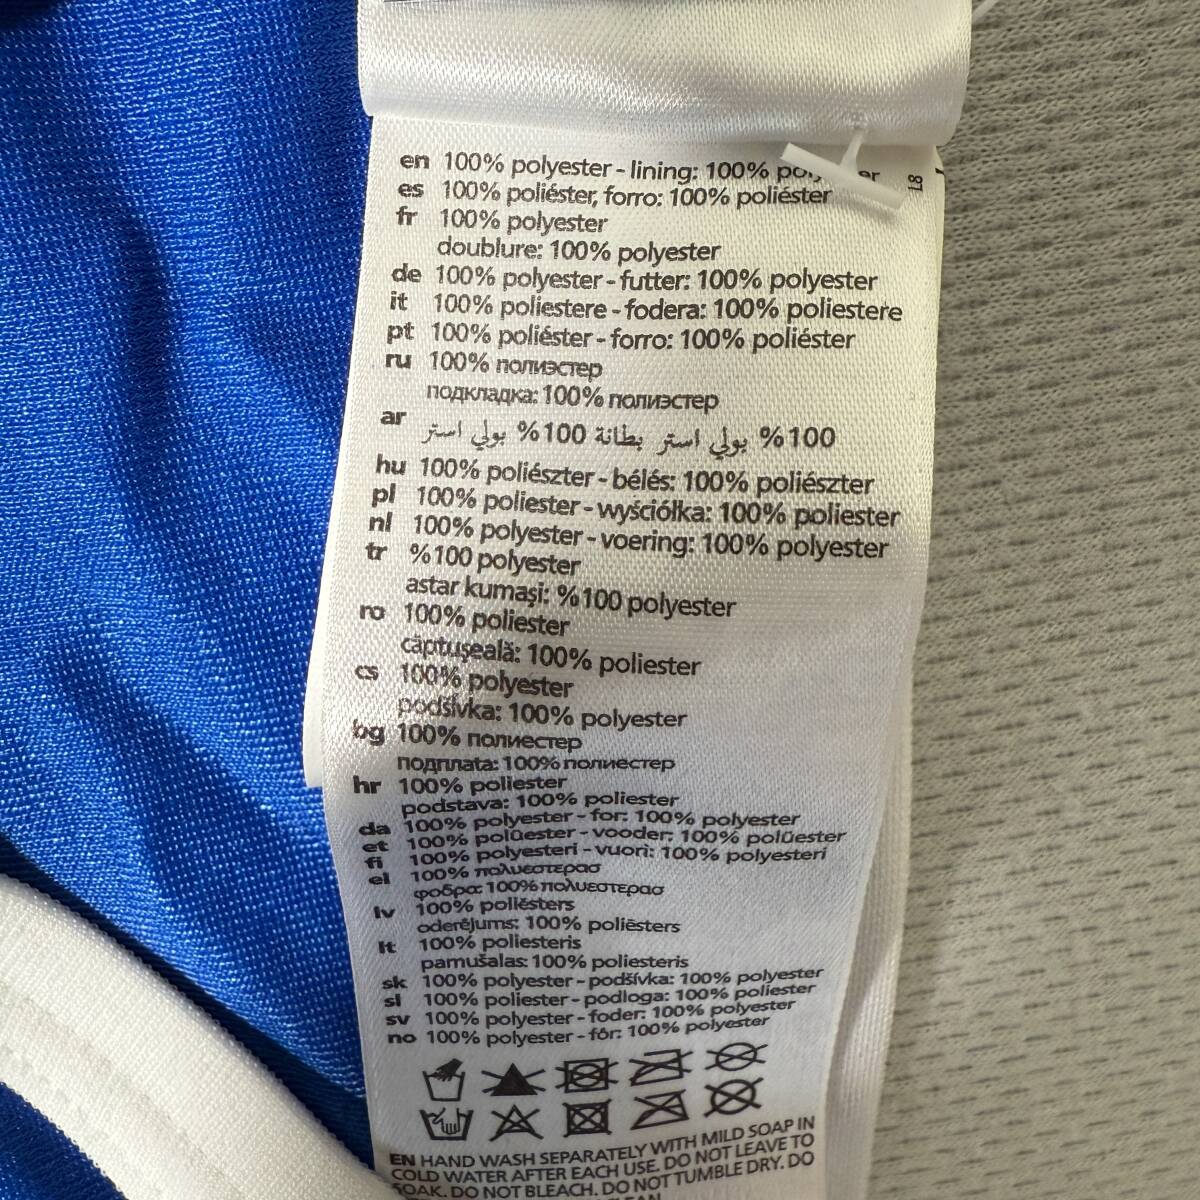 en 100% polyester - lining: 100%
es 100% poliéster, forro: 100% poliéster
fr 100% polyester
doublure: 100% polyester
de 100% polyester - futter: 100% polyester
it 100% poliestere - fodera: 100% poliestere
pt 100% poliéster - forro: 100% poliéster
ru 100% полиэстер
подкладка: 100% полиэстер
ar %100 بولي استر بطانة %100 بولي استر
hu 100% poliészter - bélés: 100% poliészter
pl 100% poliester - wyściółka: 100% poliester
nl 100% polyester - voering: 100% polyester
tr %100 polyester
astar kumaşi: %100 polyester
ro 100% poliester
căptuşeală: 100% poliester
cs 100% polyester
podšívka: 100% polyester
bg 100% полиестер
подплата: 100% полиестер
hr 100% poliester
podstava: 100% poliester
da 100% polyester - for: 100% polyester
et 100% polüester - vooder: 100% polüester
fi 100% polyesteri - vuori: 100% polyesteri
el 100% πολυεστερασ
φοδρα: 100% πολυεστερασ
lv 100% poliēsters
oderējums: 100% poliēsters
lt 100% poliesteris
pamušalas: 100% poliesteris
sk 100% polyester - podšívka: 100% polyester
sl 100% poliester - podloga: 100% poliester
sv 100% polyester - foder: 100% polyester
no 100% polyester - fôr: 100% polyester
EN HAND WASH SEPARATELY WITH MILD SOAP IN
COLD WATER AFTER EACH USE. DO NOT LEAVE TO
SOAK. DO NOT BLEACH. DO NOT TUMBLE DRY. DO
L8